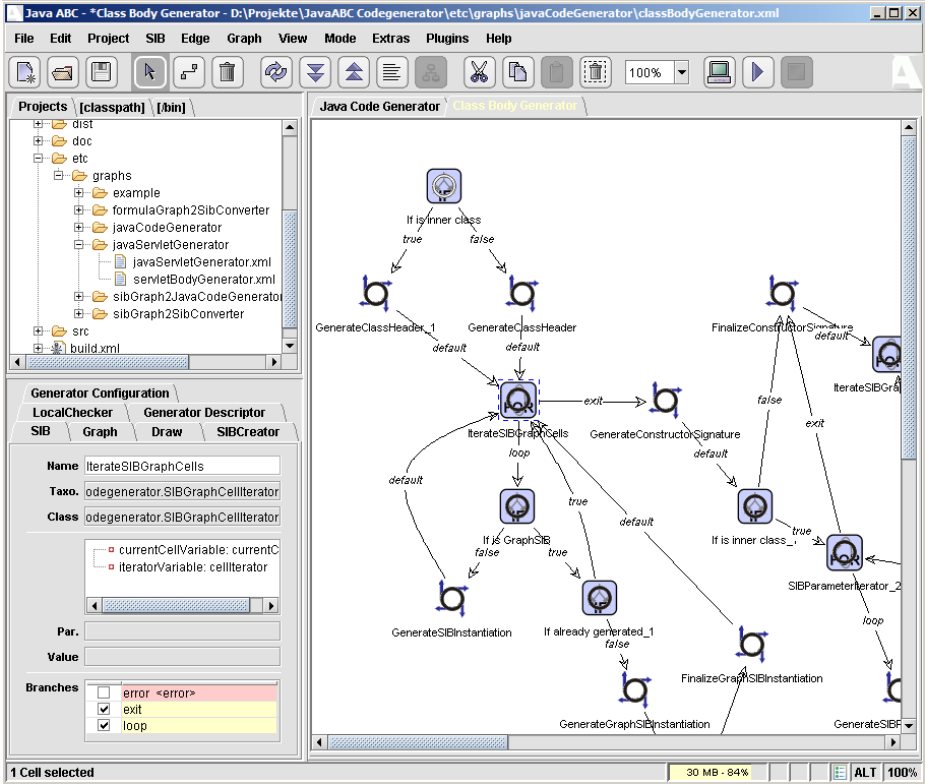 Java ABC - *Class Body Generator - D:\Projekte\JavaABC Codegenerator\etc\graphs\javaCodeGenerator\classBodyGenerator.xml
File Edit Project SIB Edge Graph View Mode Extras Plugins Help
100%
Projects [classpath] [/bin]
dist
doc
etc
graphs
example
formulaGraph2SibConverter
javaCodeGenerator
javaServletGenerator
javaServletGenerator.xml
servletBodyGenerator.xml
sibGraph2JavaCodeGenerator
sibGraph2SibConverter
src
build.xml
Generator Configuration
LocalChecker Generator Descriptor
SIB Graph Draw SIBCreator
Name IterateSIBGraphCells
Taxo. odegenerator.SIBGraphCellIterator
Class odegenerator.SIBGraphCellIterator
currentCellVariable: currentC
iteratorVariable: cellIterator
Par.
Value
Branches
error <error>
exit
loop
Java Code Generator Class Body Generator
If is inner class
true false
GenerateClassHeader_1 GenerateClassHeader FinalizeConstructorSignature
default default default
IterateSIBGra
FOR exit
IterateSIBGraphCells GenerateConstructorSignature
false exit
loop default
default true default
IF
If is GraphSIB If is inner class_
false true true
FOR
SIBParameterIterator_2
GenerateSIBInstantiation If already generated_1
loop
false
FinalizeGraphSIBInstantiation
GenerateGraphSIBInstantiation GenerateSIBF
1 Cell selected 30 MB - 84% ALT 100%